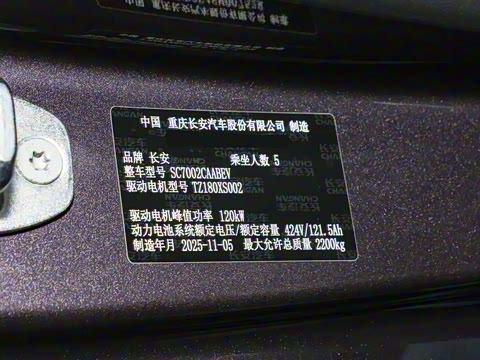 中国 重庆长安汽车股份有限公司 制造
品牌 长安 乘坐人数 5
整车型号 SC7002CAABEV
驱动电机型号 TZ180XS002
驱动电机峰值功率 120kW
动力电池系统额定电压/额定容量 424V/121.5Ah
制造年月 2025-11-05 最大允许总质量 2200kg